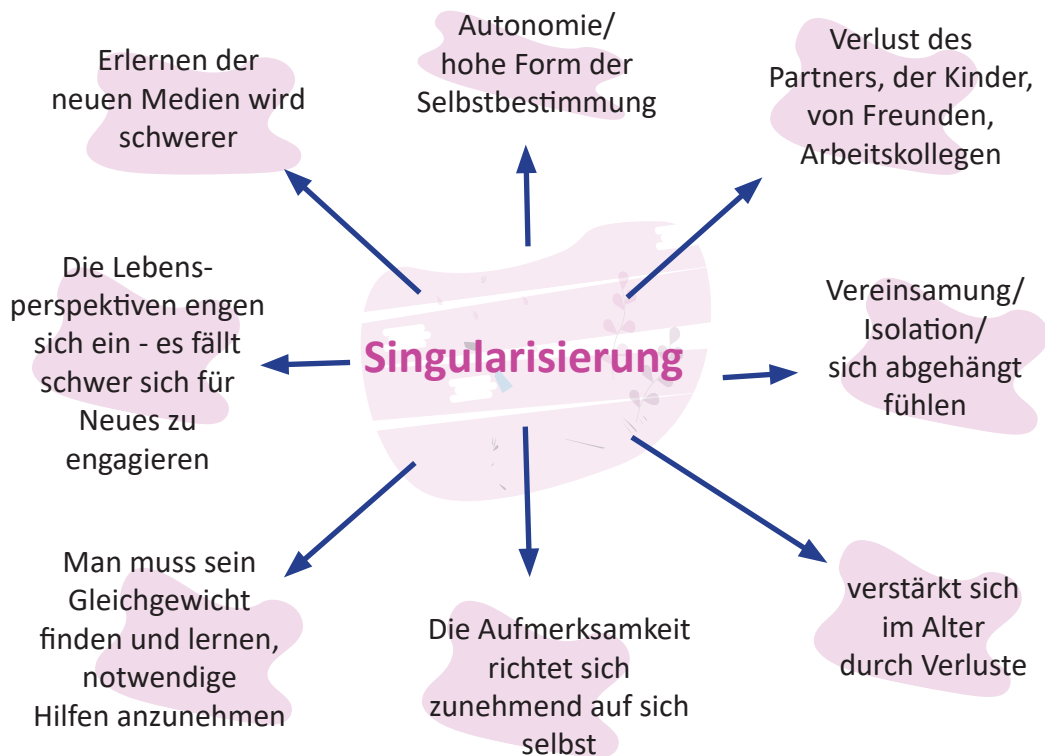 Erlernen der
neuen Medien wird
schwerer
Autonomie/
hohe Form der
Selbstbestimmung
Verlust des
Partners, der Kinder,
von Freunden,
Arbeitskollegen
Die Lebens-
perspektiven engen
sich ein - es fällt
schwer sich für
Neues zu
engagieren
Singularisierung
Vereinsamung/
Isolation/
sich abgehängt
fühlen
Man muss sein
Gleichgewicht
finden und lernen,
notwendige
Hilfen anzunehmen
Die Aufmerksamkeit
richtet sich
zunehmend auf sich
selbst
verstärkt sich
im Alter
durch Verluste